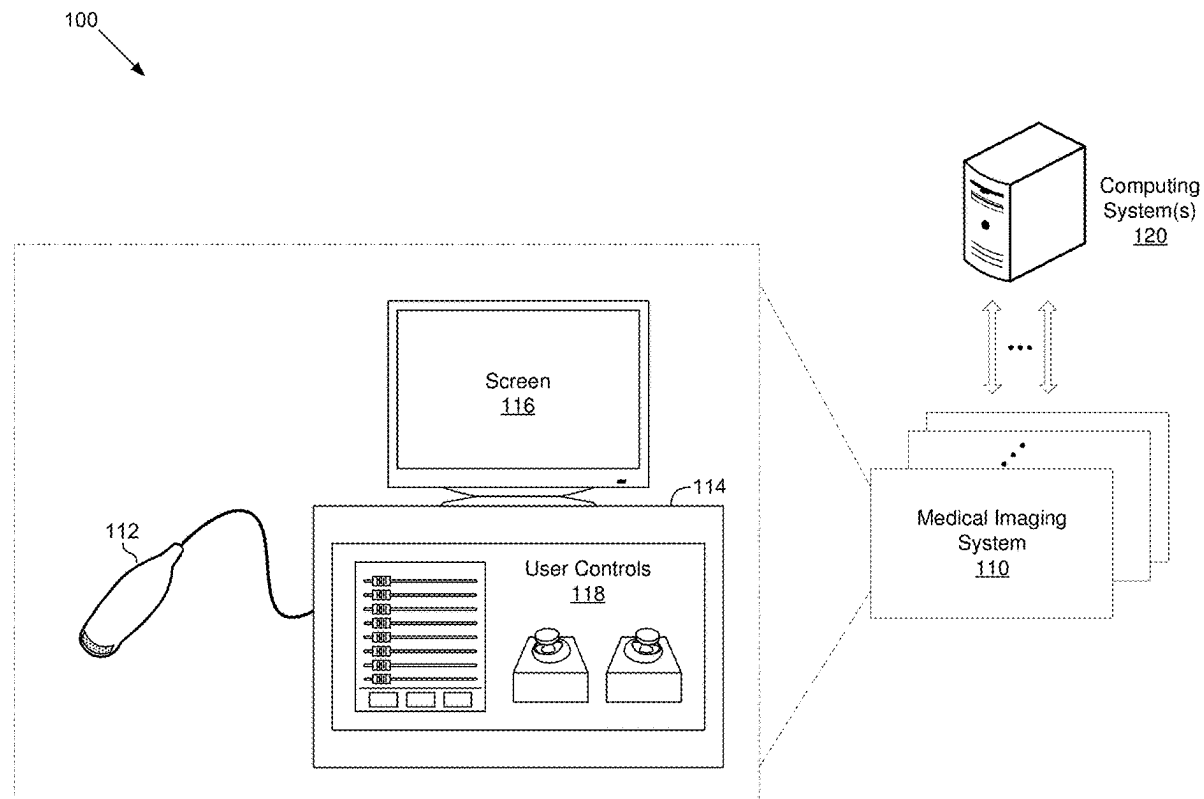 100
Computing
System(s)
120
Screen
116
114
112
User Controls
118
Medical Imaging
System
110